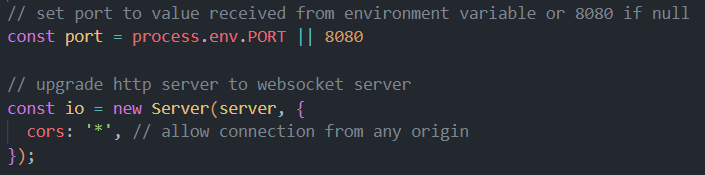 // set port to value received from environment variable or 8080 if null
const port = process.env.PORT || 8080
// upgrade http server to websocket server
const io = new Server(server, {
cors: '*', // allow connection from any origin
});